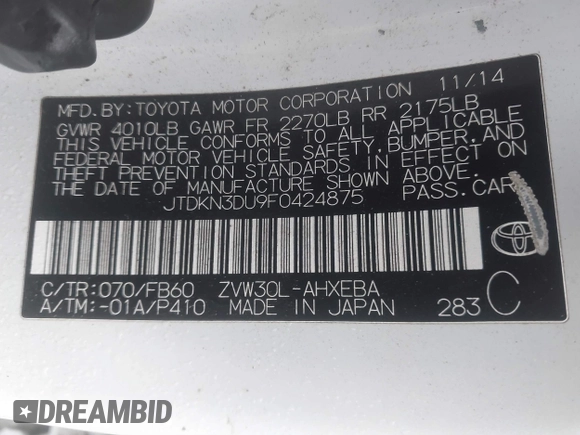 MFD.BY:TOYOTA MOTOR CORPORATION 11/14
GVWR 4010LB GAWR FR 2270LB RR 2175LB
THIS VEHICLE CONFORMS TO ALL APPLICABLE
FEDERAL MOTOR VEHICLE SAFETY,BUMPER,AND
THEFT PREVENTION STANDARDS IN EFFECT ON
THE DATE OF MANUFACTURE SHOWN ABOVE.
JTDKN3DU9F0424875 PASS.CAR
C/TR:070/FB60 ZVW30L-AHXEBA
A/TM:-01A/P410 MADE IN JAPAN 283 C
DREAMBID